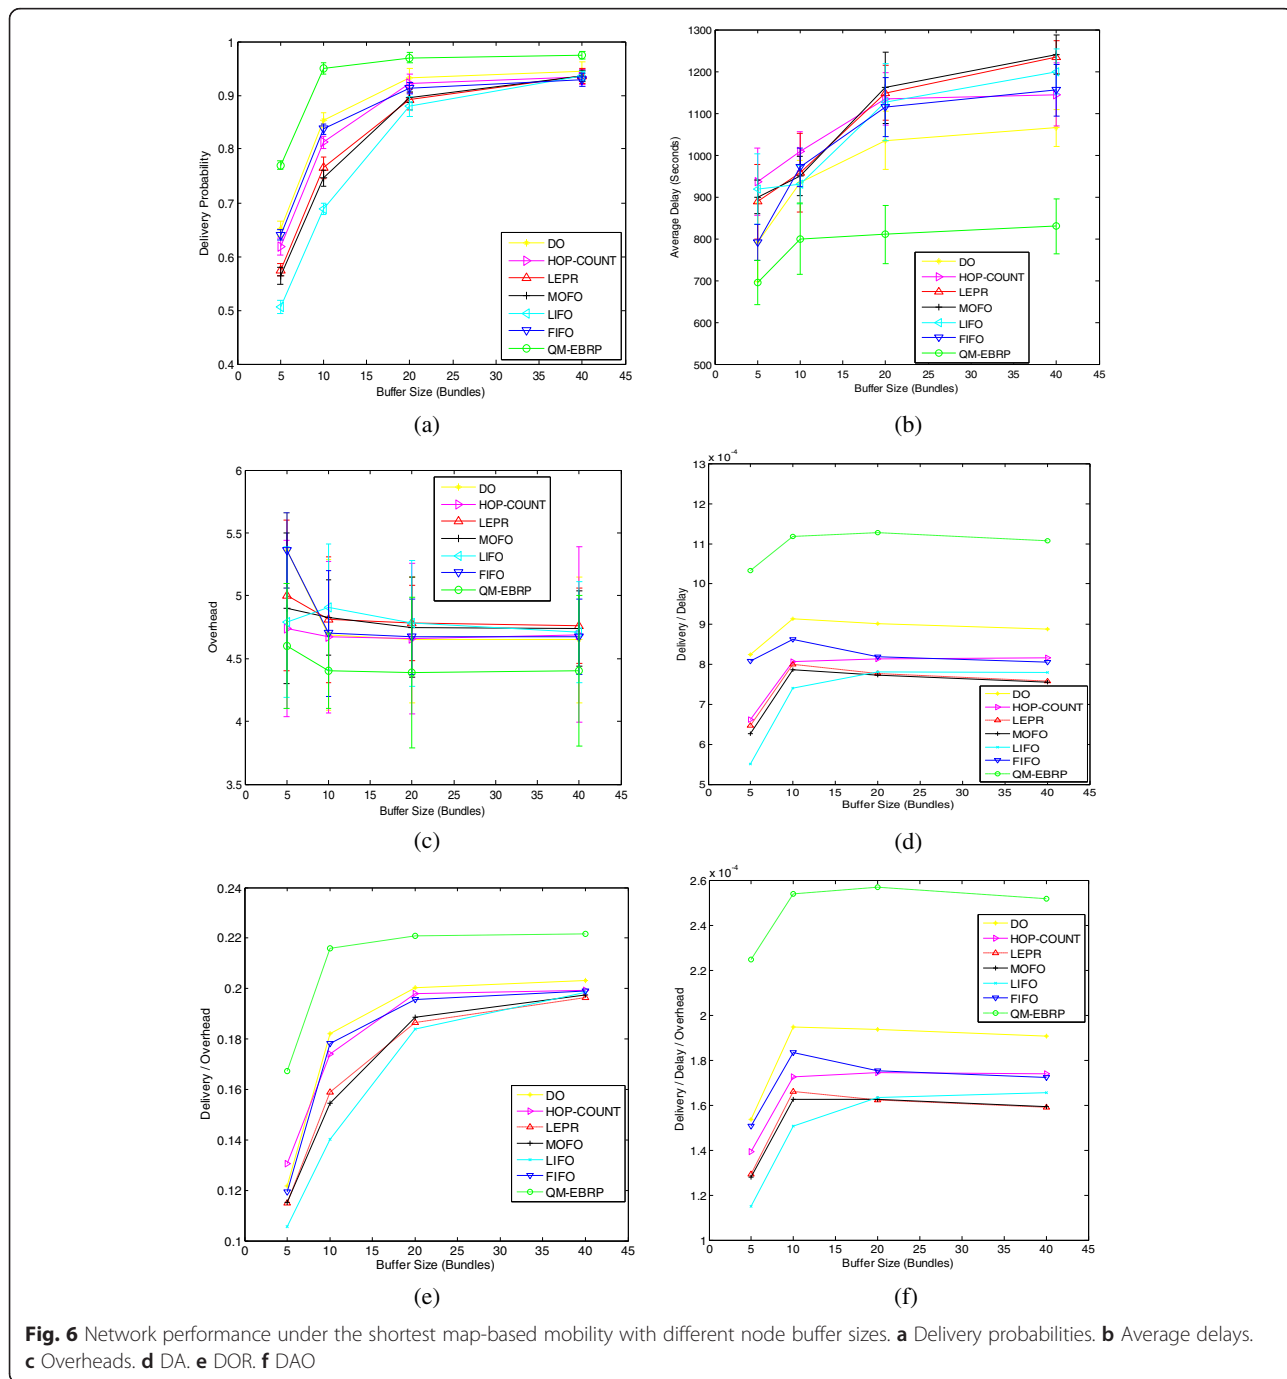 1
0.9
0.8
0.7
0.6
0.5
0.4
0 5 10 15 20 25 30 35 40 45
Delivery Probability
Buffer Size (Bundles)
DO
HOP-COUNT
LEPR
MOFO
LIFO
FIFO
QM-EBRP
(a)
1300
1200
1100
1000
900
800
700
600
500
0 5 10 15 20 25 30 35 40 45
Average Delay (Seconds)
Buffer Size (Bundles)
DO
HOP-COUNT
LEPR
MOFO
LIFO
FIFO
QM-EBRP
(b)
6
5.5
5
4.5
4
3.5
0 5 10 15 20 25 30 35 40 45
Overhead
Buffer Size (Bundles)
DO
HOP-COUNT
LEPR
MOFO
LIFO
FIFO
QM-EBRP
(c)
x 10⁻⁴
13
12
11
10
9
8
7
6
5
0 5 10 15 20 25 30 35 40 45
Delivery / Delay
Buffer Size (Bundles)
DO
HOP-COUNT
LEPR
MOFO
LIFO
FIFO
QM-EBRP
(d)
0.24
0.22
0.2
0.18
0.16
0.14
0.12
0.1
0 5 10 15 20 25 30 35 40 45
Delivery / Overhead
Buffer Size (Bundles)
DO
HOP-COUNT
LEPR
MOFO
LIFO
FIFO
QM-EBRP
(e)
x 10⁻⁴
2.6
2.4
2.2
2
1.8
1.6
1.4
1.2
1
0 5 10 15 20 25 30 35 40 45
Delivery / Delay / Overhead
Buffer Size (Bundles)
DO
HOP-COUNT
LEPR
MOFO
LIFO
FIFO
QM-EBRP
(f)
Fig. 6 Network performance under the shortest map-based mobility with different node buffer sizes. a Delivery probabilities. b Average delays.
c Overheads. d DA. e DOR. f DAO